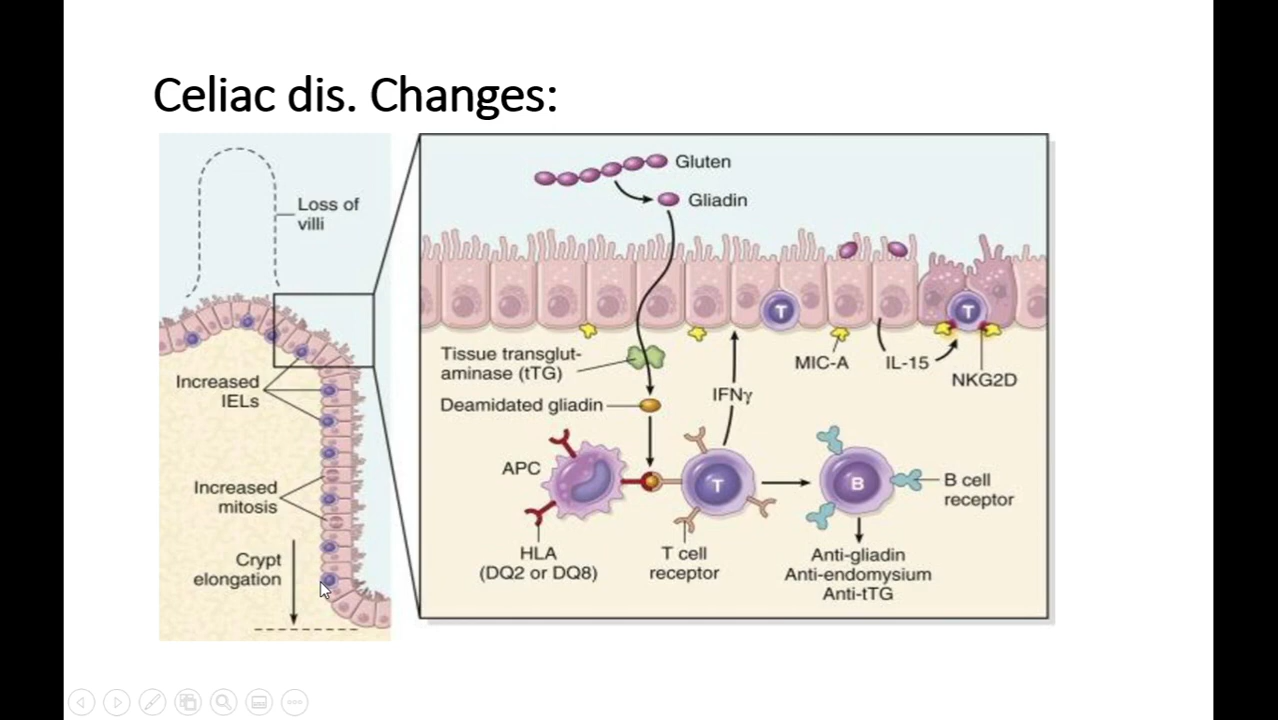 Celiac dis. Changes:
Loss of
villi
Increased
IELs
Increased
mitosis
Crypt
elongation
Gluten
Gliadin
T
T
Tissue transglut-
aminase (tTG)
MIC-A
IL-15
NKG2D
Deamidated gliadin
IFNγ
APC
T
B
B cell
receptor
HLA
(DQ2 or DQ8)
T cell
receptor
Anti-gliadin
Anti-endomysium
Anti-tTG